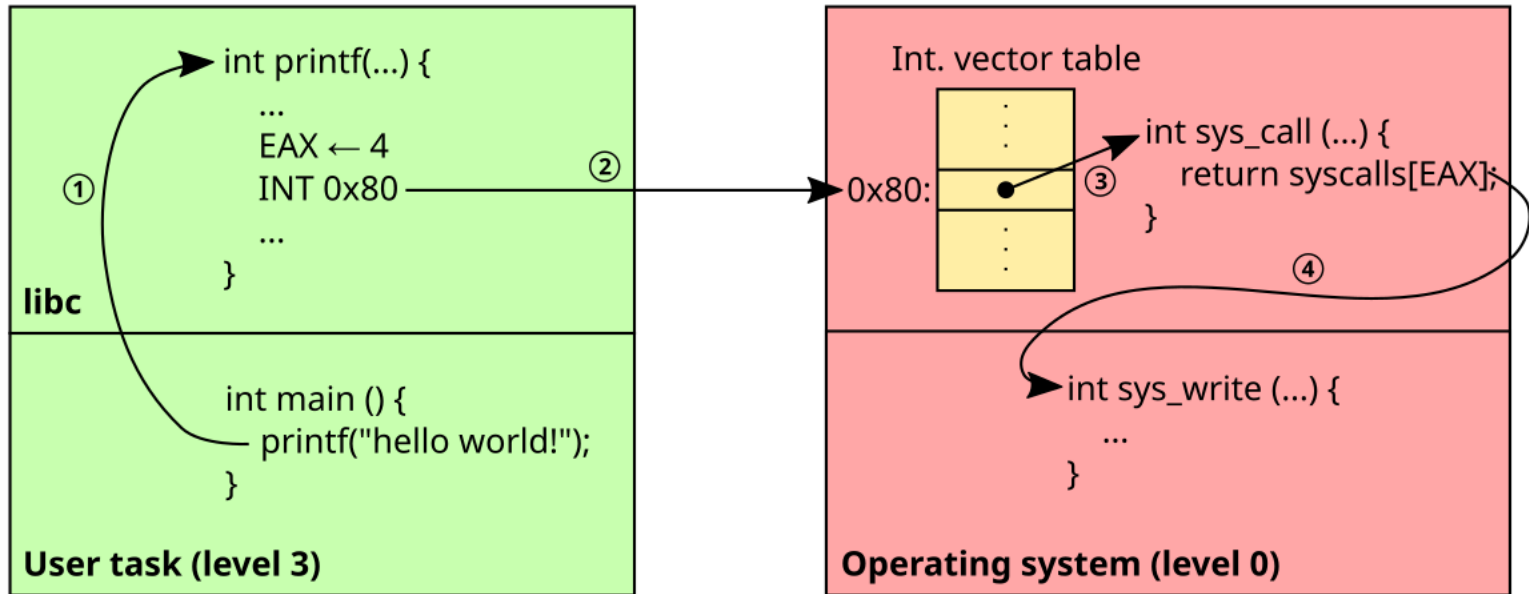 int printf(...) {
...
EAX ← 4
INT 0x80
...
}
libc
①
int main () {
printf("hello world!");
}
User task (level 3)
②
Int. vector table
.
.
.
0x80:
.
.
.
③
int sys_call (...) {
return syscalls[EAX];
}
④
int sys_write (...) {
...
}
Operating system (level 0)